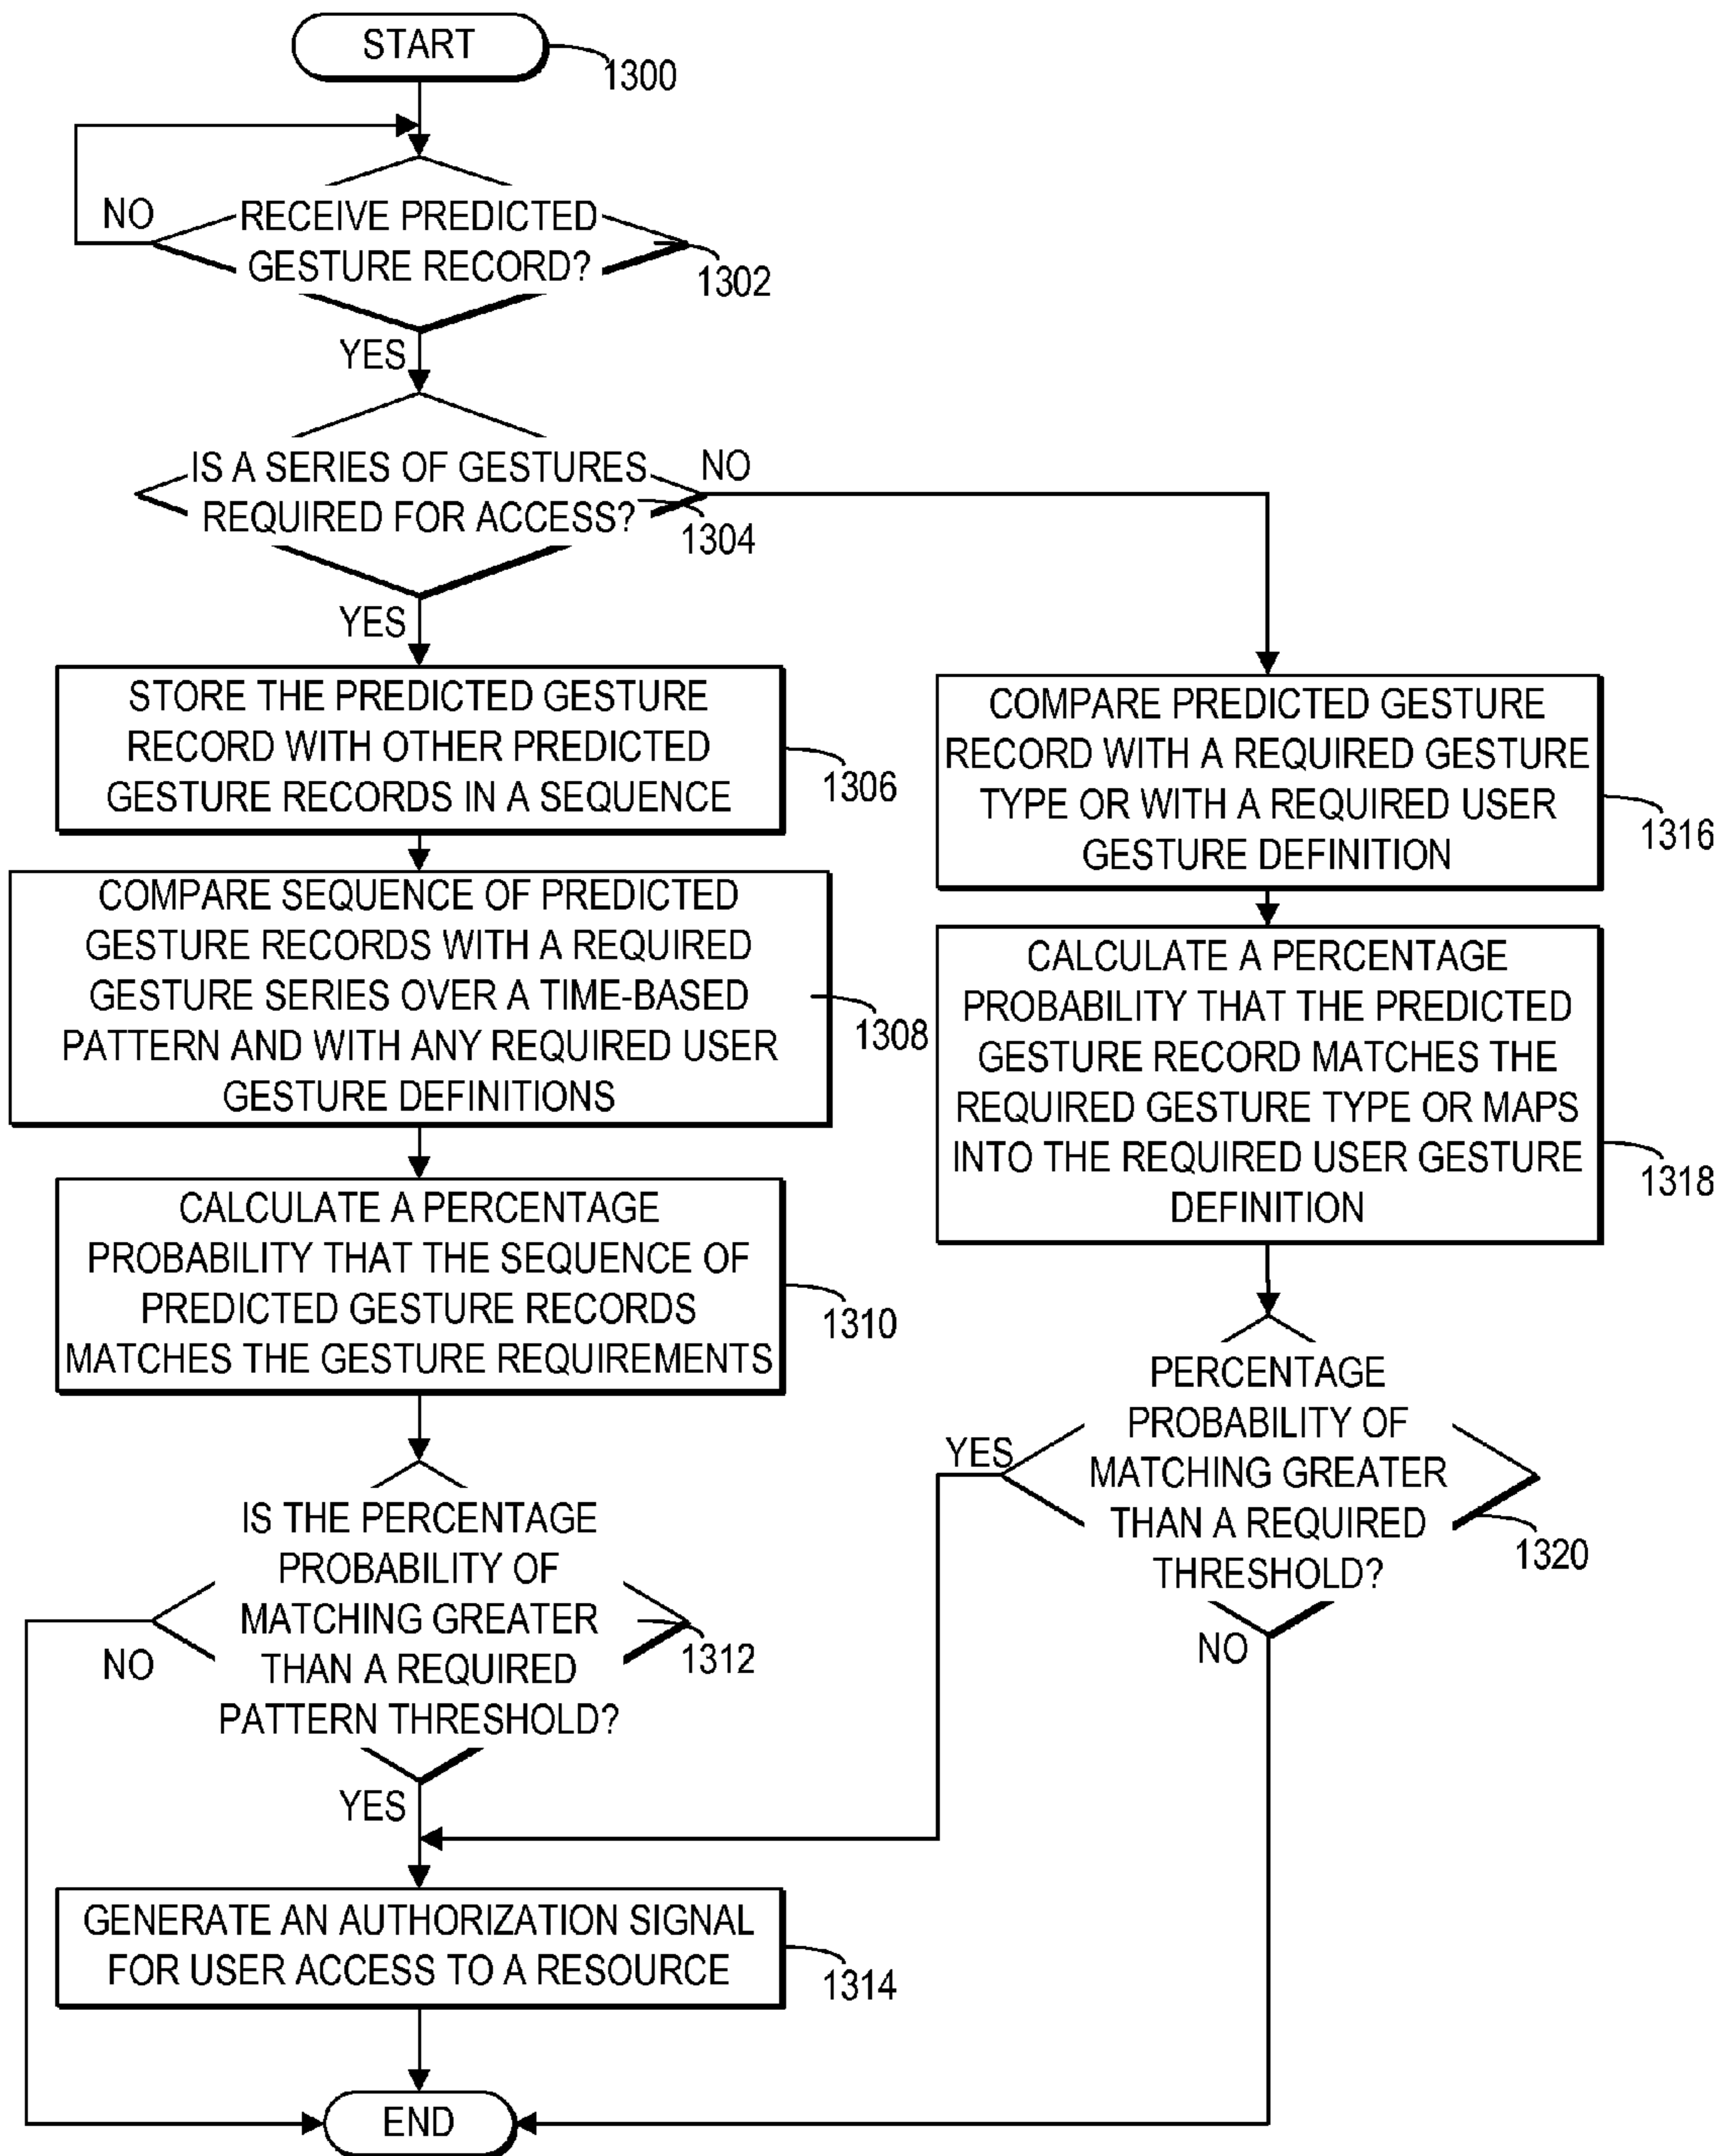 START
1300
NO
RECEIVE PREDICTED
GESTURE RECORD?
1302
YES
IS A SERIES OF GESTURES
REQUIRED FOR ACCESS?
NO
1304
YES
STORE THE PREDICTED GESTURE
RECORD WITH OTHER PREDICTED
GESTURE RECORDS IN A SEQUENCE
1306
COMPARE SEQUENCE OF PREDICTED
GESTURE RECORDS WITH A REQUIRED
GESTURE SERIES OVER A TIME-BASED
PATTERN AND WITH ANY REQUIRED USER
GESTURE DEFINITIONS
1308
CALCULATE A PERCENTAGE
PROBABILITY THAT THE SEQUENCE OF
PREDICTED GESTURE RECORDS
MATCHES THE GESTURE REQUIREMENTS
1310
IS THE PERCENTAGE
PROBABILITY OF
MATCHING GREATER
THAN A REQUIRED
PATTERN THRESHOLD?
1312
NO
YES
GENERATE AN AUTHORIZATION SIGNAL
FOR USER ACCESS TO A RESOURCE
1314
COMPARE PREDICTED GESTURE
RECORD WITH A REQUIRED GESTURE
TYPE OR WITH A REQUIRED USER
GESTURE DEFINITION
1316
CALCULATE A PERCENTAGE
PROBABILITY THAT THE PREDICTED
GESTURE RECORD MATCHES THE
REQUIRED GESTURE TYPE OR MAPS
INTO THE REQUIRED USER GESTURE
DEFINITION
1318
PERCENTAGE
PROBABILITY OF
MATCHING GREATER
THAN A REQUIRED
THRESHOLD?
YES
1320
NO
END